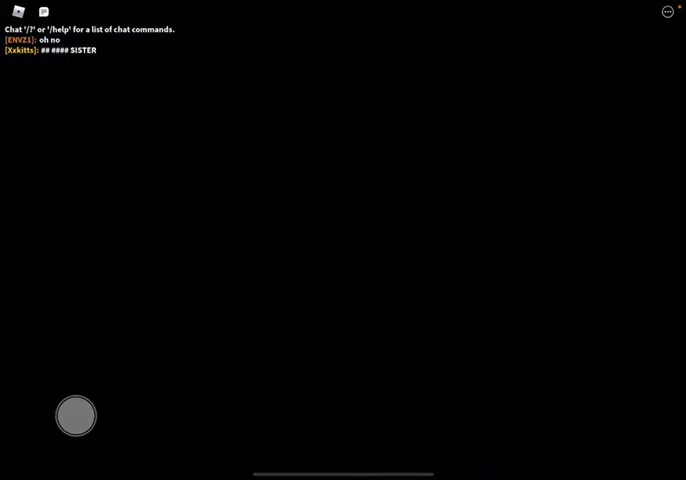 Chat '/?' or '/help' for a list of chat commands.
[ENVZ1]: oh no
[Xxkitts]: ## #### SISTER